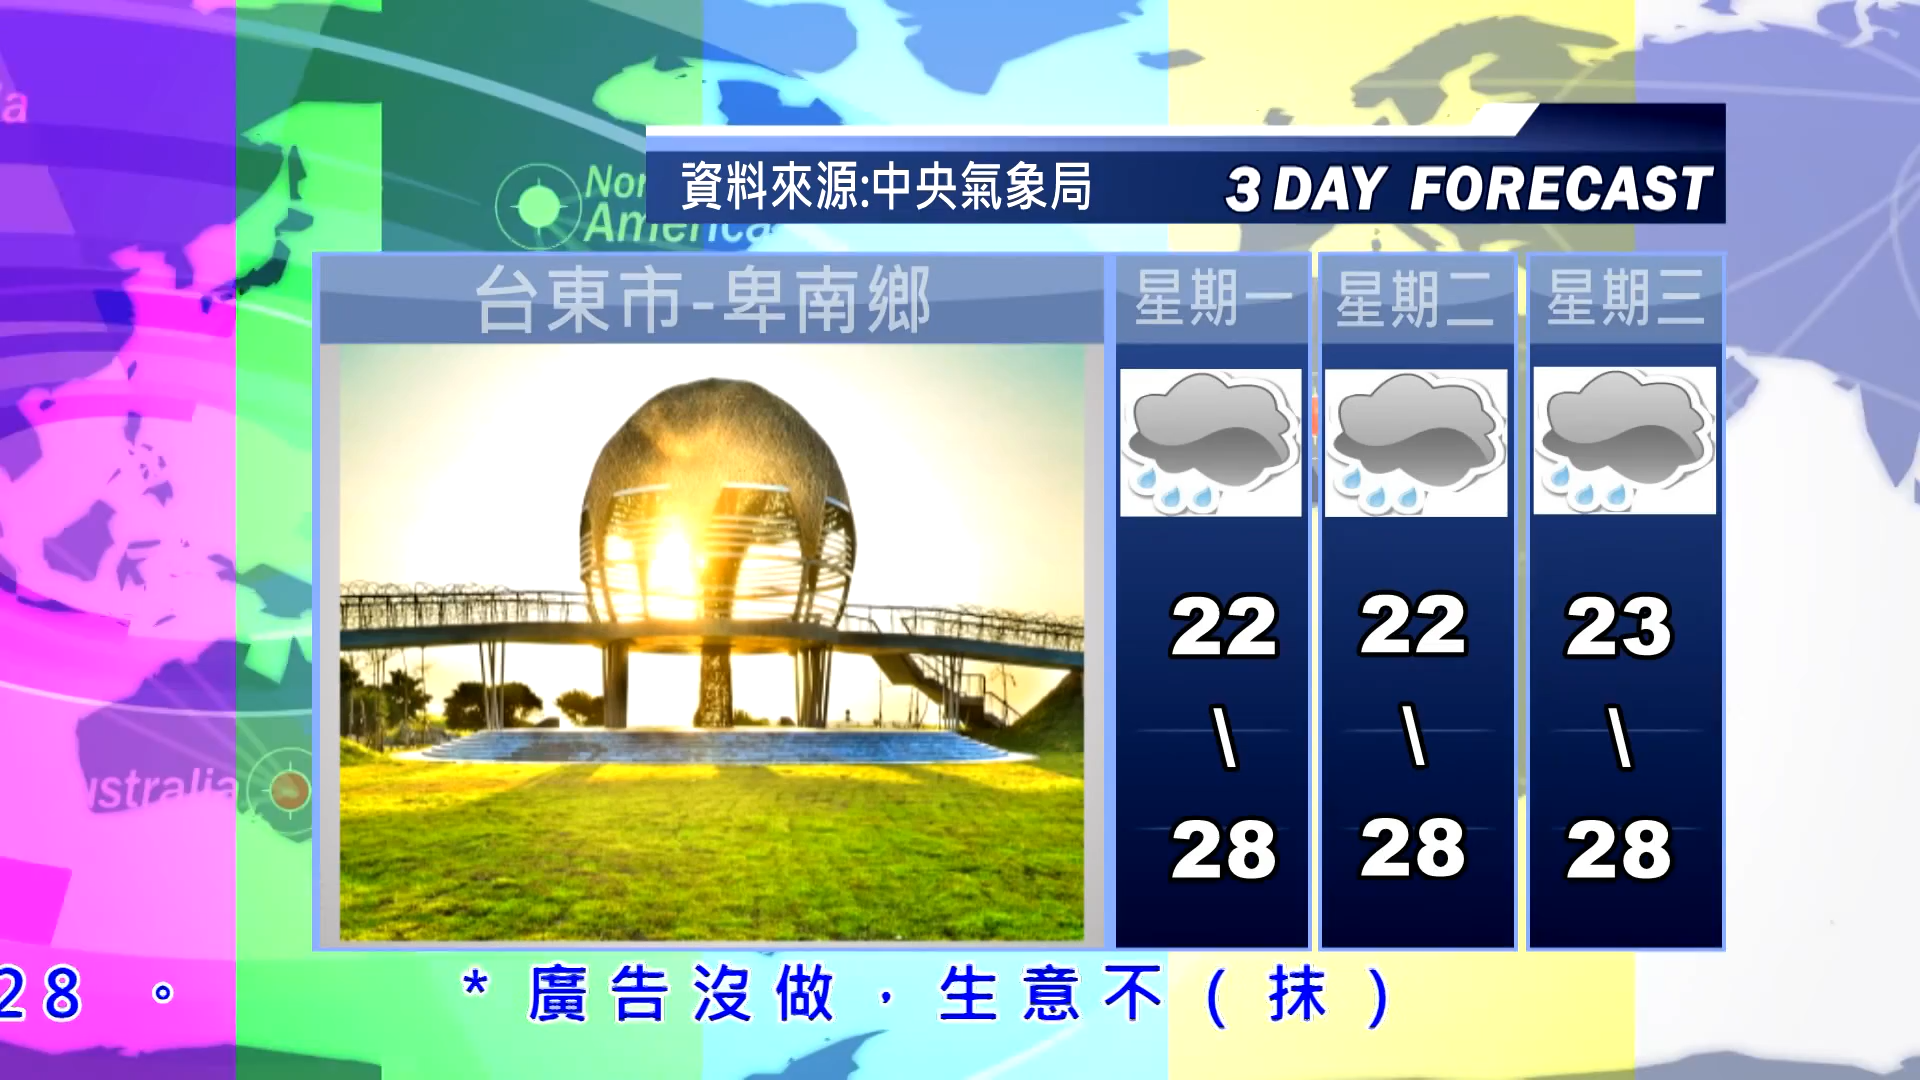 a
North
America
資料來源:中央氣象局
3 DAY FORECAST
台東市-卑南鄉
星期一
星期二
星期三
22
\
28
22
\
28
23
\
28
ustralia
28 。
*廣告沒做，生意不(抹)